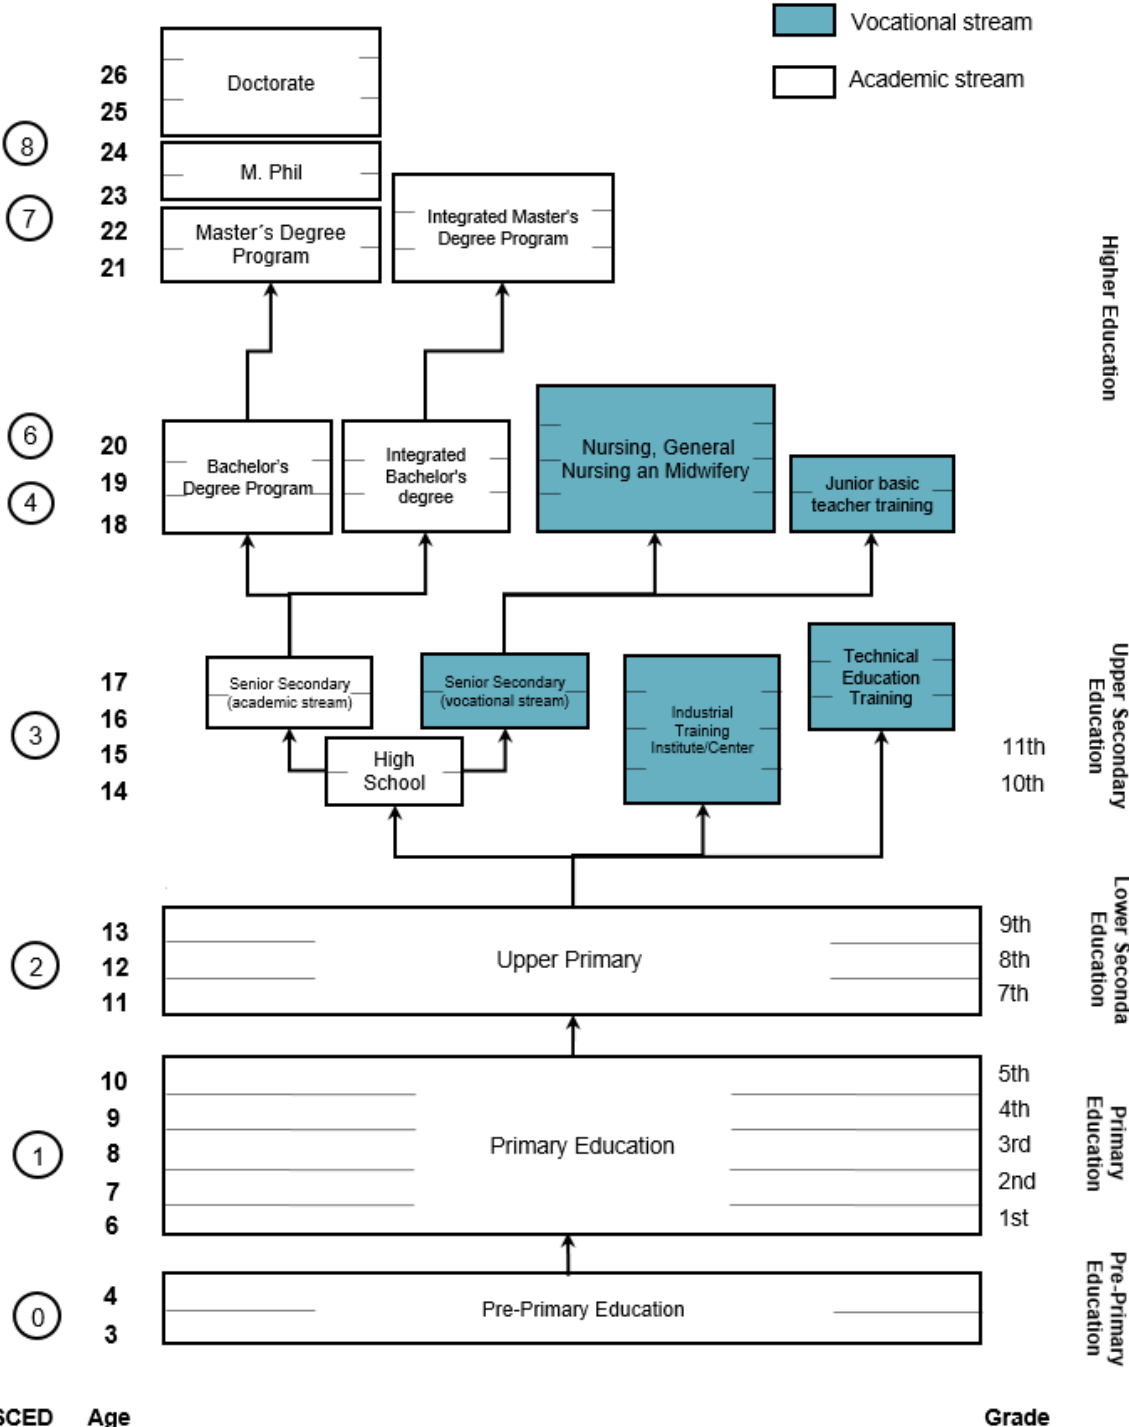 Vocational stream
Academic stream
26
25
24
23
22
21
8
7
Doctorate
M. Phil
Master´s Degree
Program
Integrated Master's
Degree Program
Higher Education
6
4
20
19
18
Bachelor's
Degree Program
Integrated
Bachelor's
degree
Nursing, General
Nursing an Midwifery
Junior basic
teacher training
3
17
16
15
14
Senior Secondary
(academic stream)
Senior Secondary
(vocational stream)
High
School
Industrial
Training
Institute/Center
Technical
Education
Training
11th
10th
Upper Secondary
Education
2
13
12
11
Upper Primary
9th
8th
7th
Lower Seconda
Education
1
10
9
8
7
6
Primary Education
5th
4th
3rd
2nd
1st
Primary
Education
0
4
3
Pre-Primary Education
Pre-Primary
Education
SCED
Age
Grade